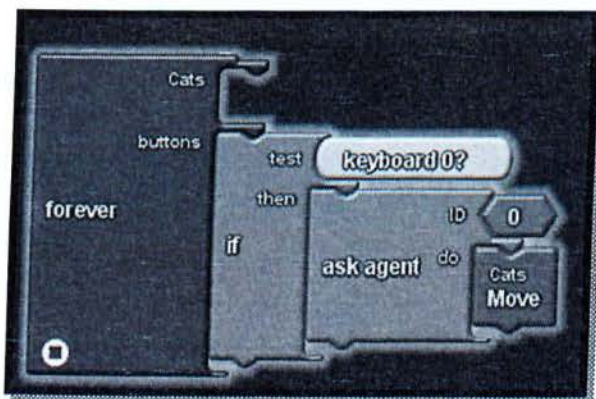 Cats
buttons
test
keyboard 0?
then
ID
0
forever
if
ask agent
do
Cats
Move